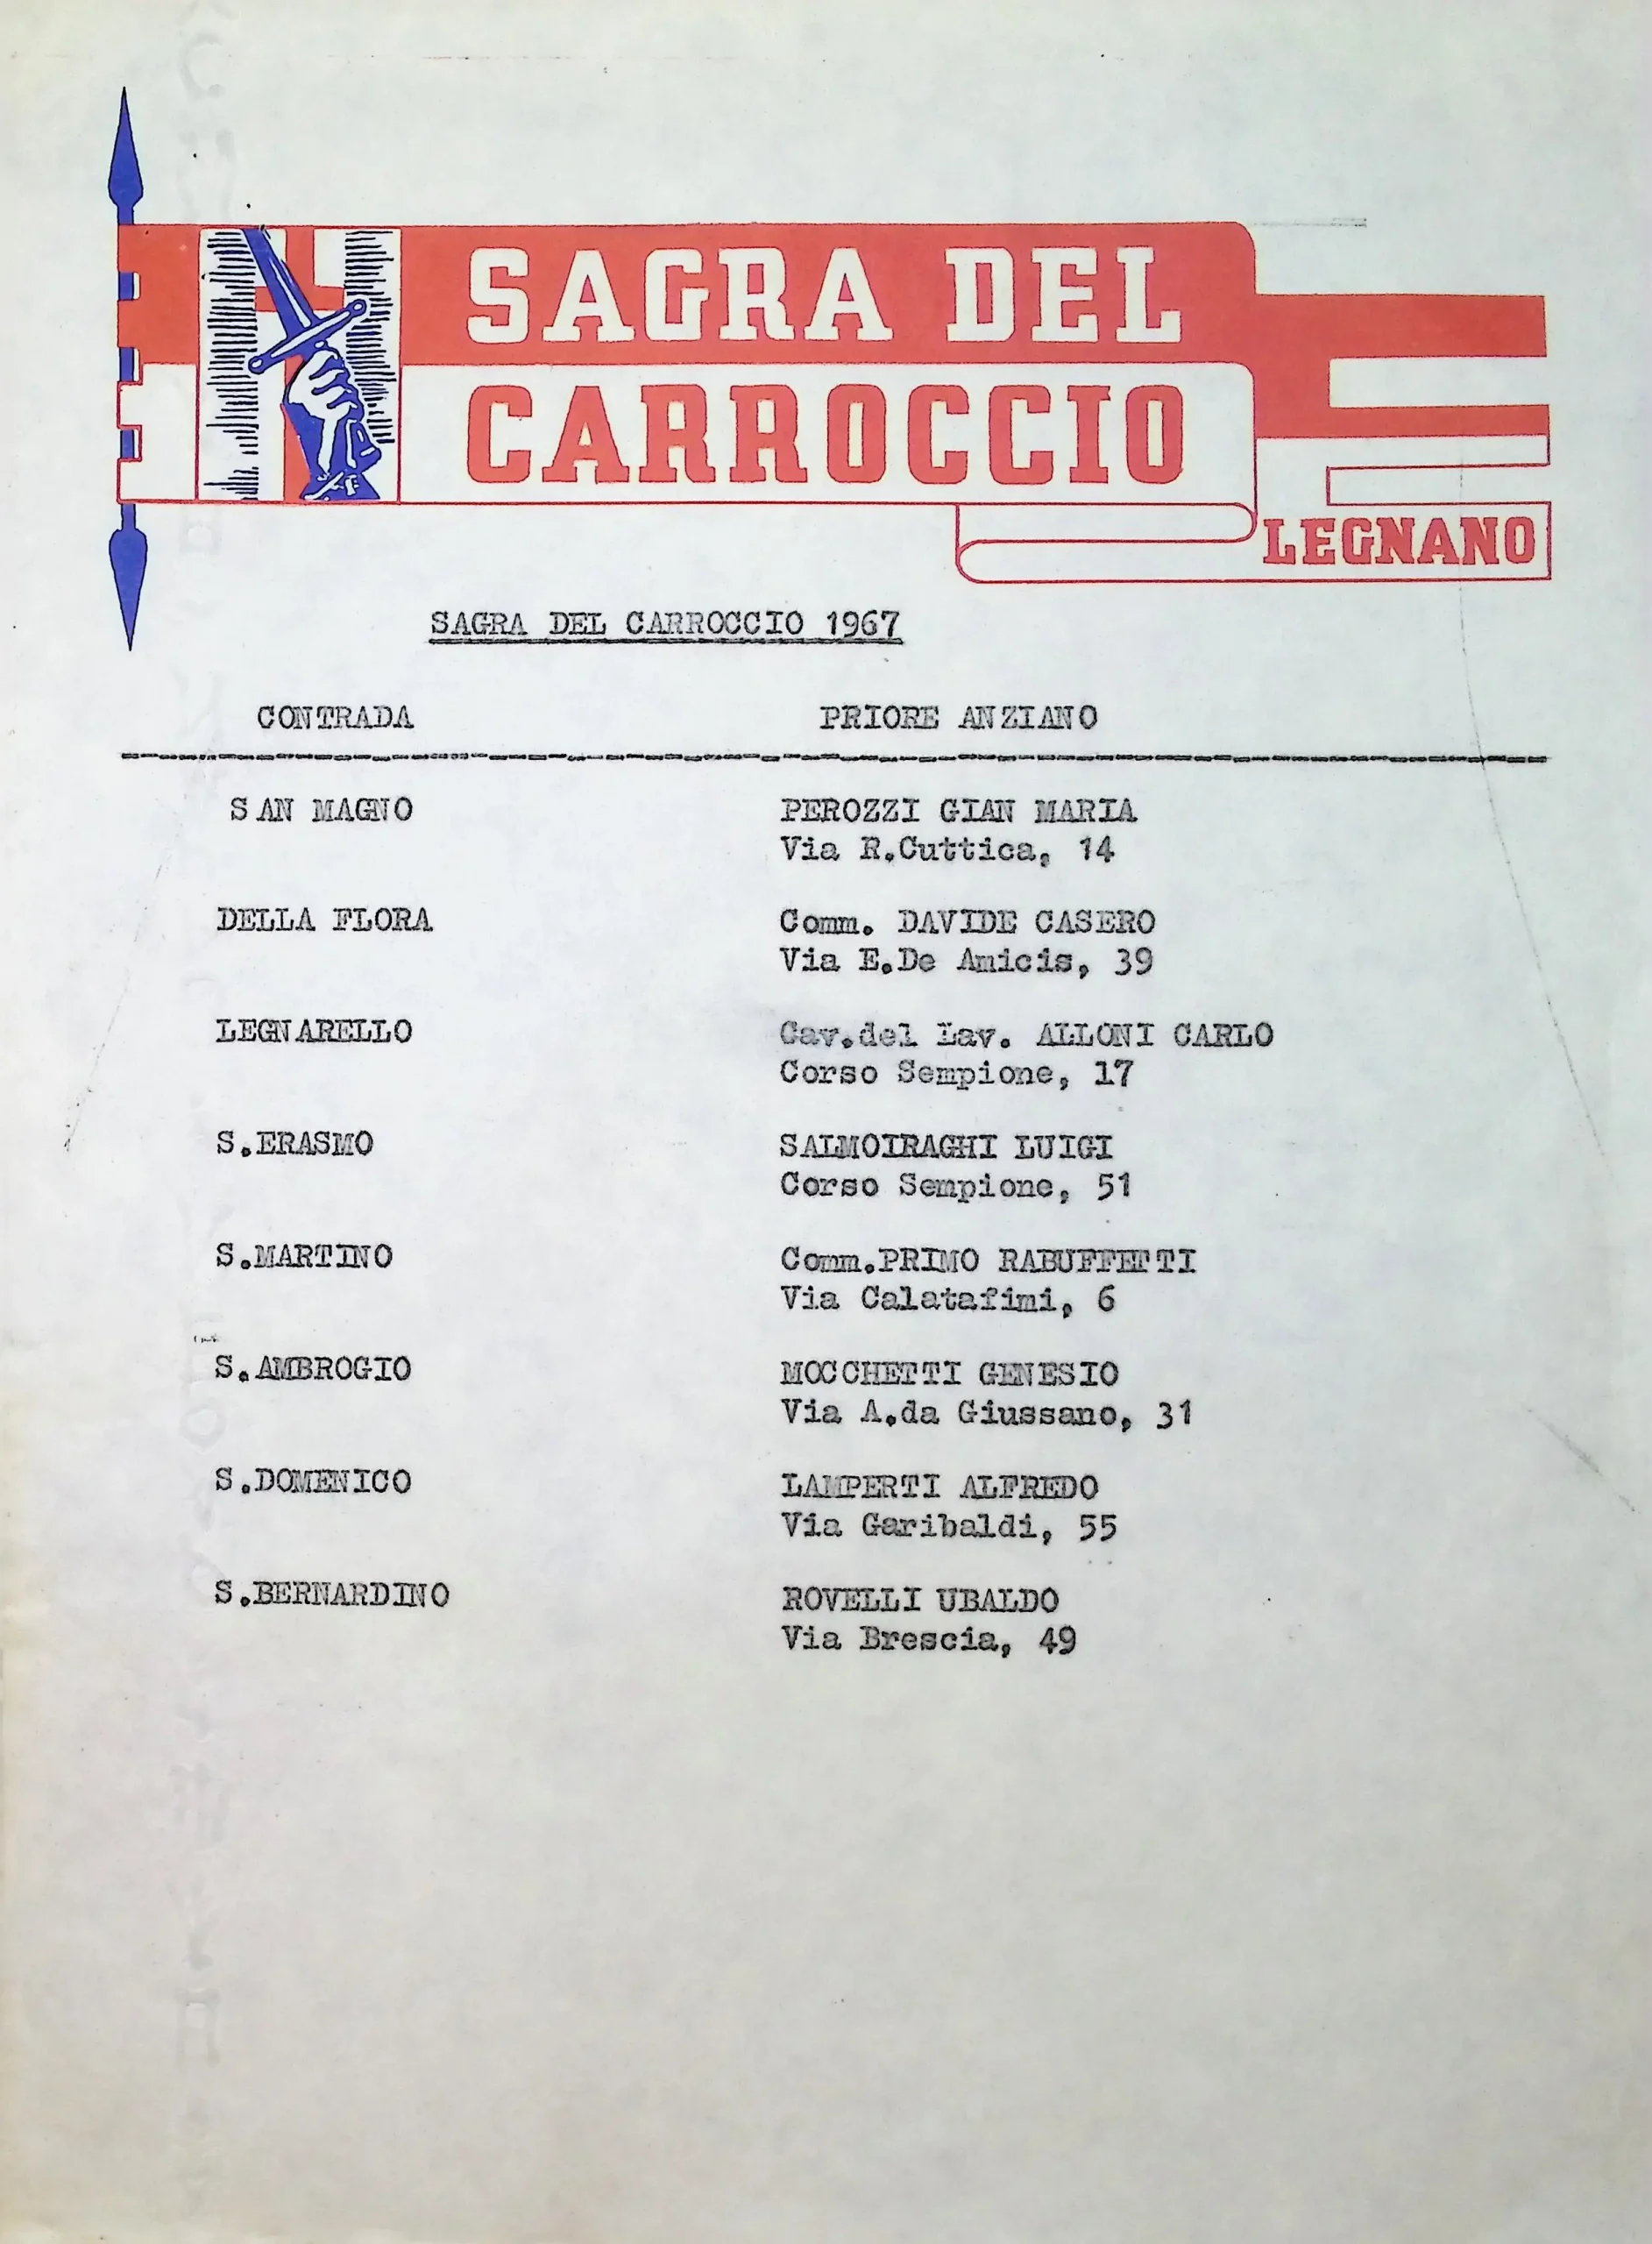 SAGRA DEL
CARROCCIO
LEGNANO
SAGRA DEL CARROCCIO 1967
CONTRADA PRIORE ANZIANO
SAN MAGNO PEROZZI GIAN MARIA
Via R.Cuttica, 14
DELLA FLORA Comm. DAVIDE CASERO
Via E.De Amicis, 39
LEGNARELLO Cav.del Lav. ALLONI CARLO
Corso Sempione, 17
S.ERASMO SALMOIRAGHI LUIGI
Corso Sempione, 51
S.MARTINO Comm.PRIMO RABUFFETTI
Via Calatafimi, 6
S.AMBROGIO MOCCHETTI GENESIO
Via A.da Giussano, 31
S.DOMENICO LAMPERTI ALFREDO
Via Garibaldi, 55
S.BERNARDINO ROVELLI UBALDO
Via Brescia, 49